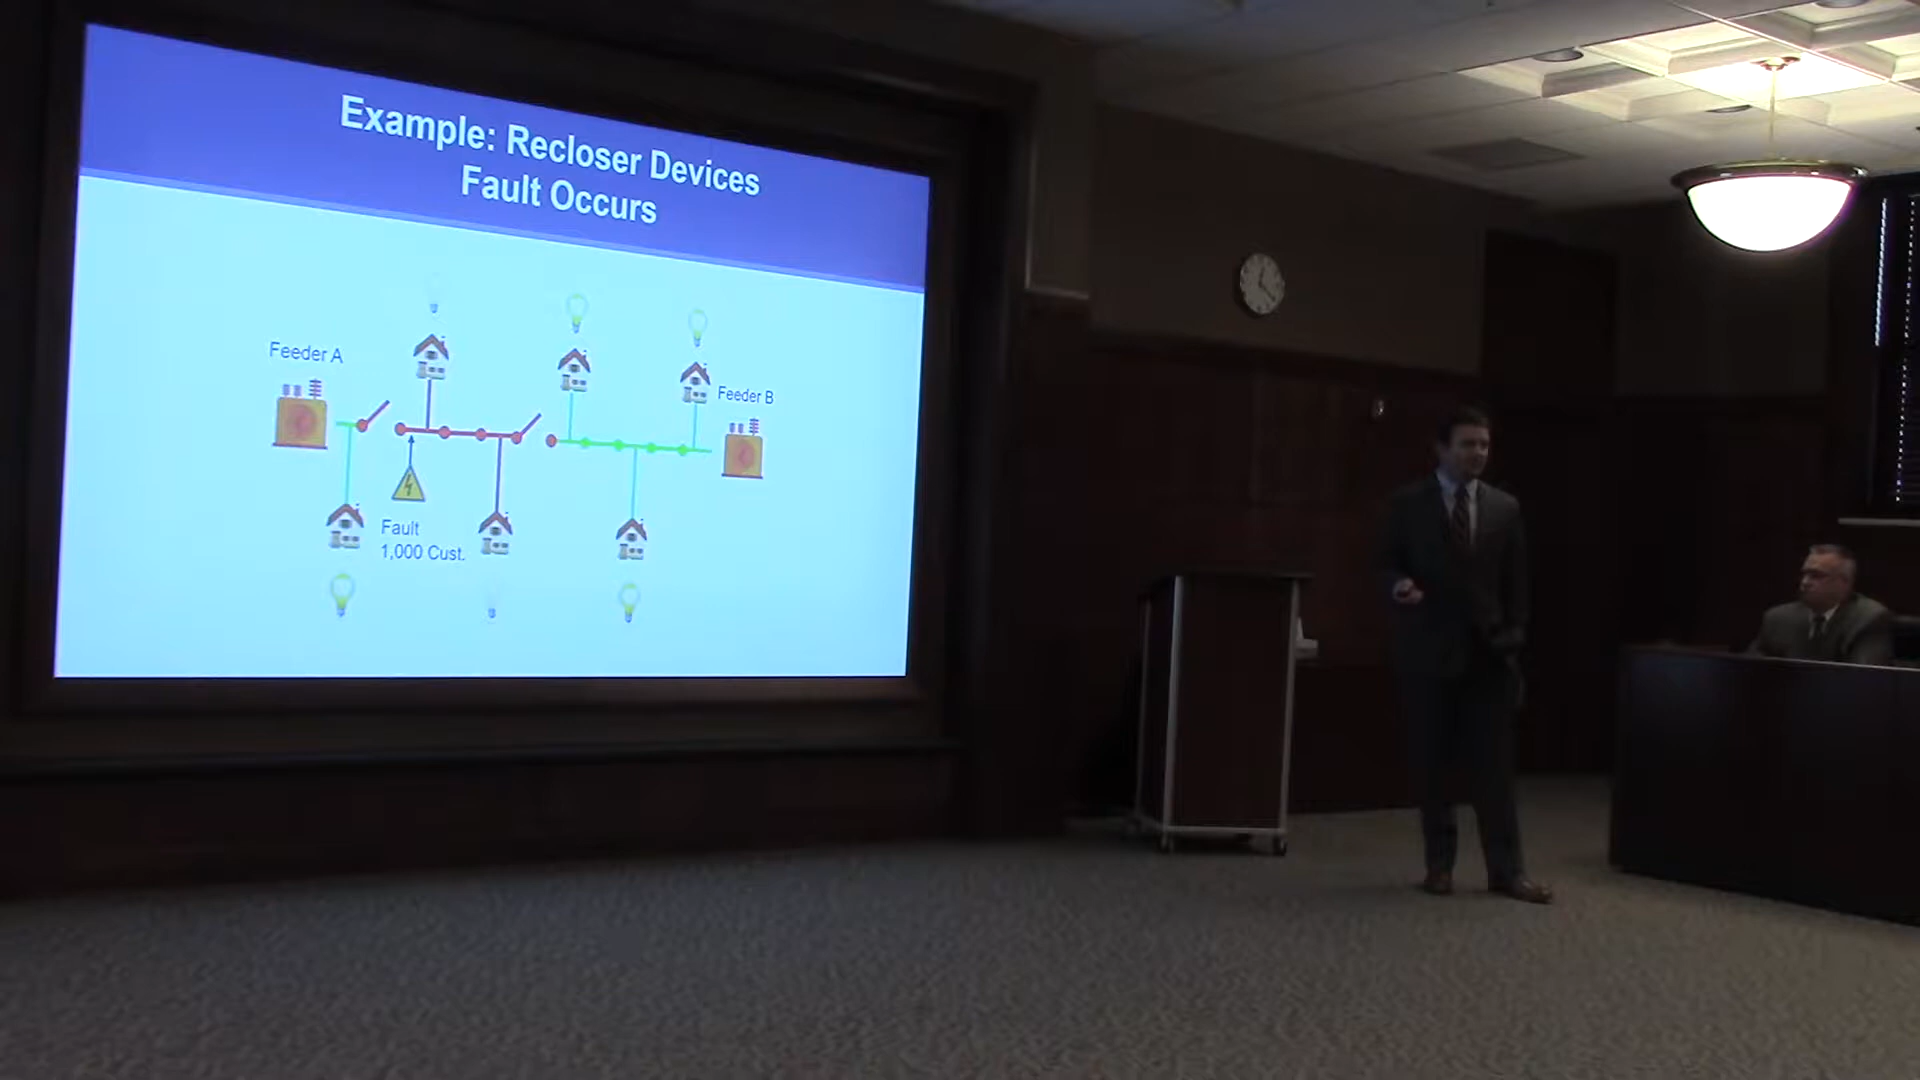 Example: Recloser Devices
Fault Occurs
Feeder A
Feeder B
Fault
1,000 Cust.